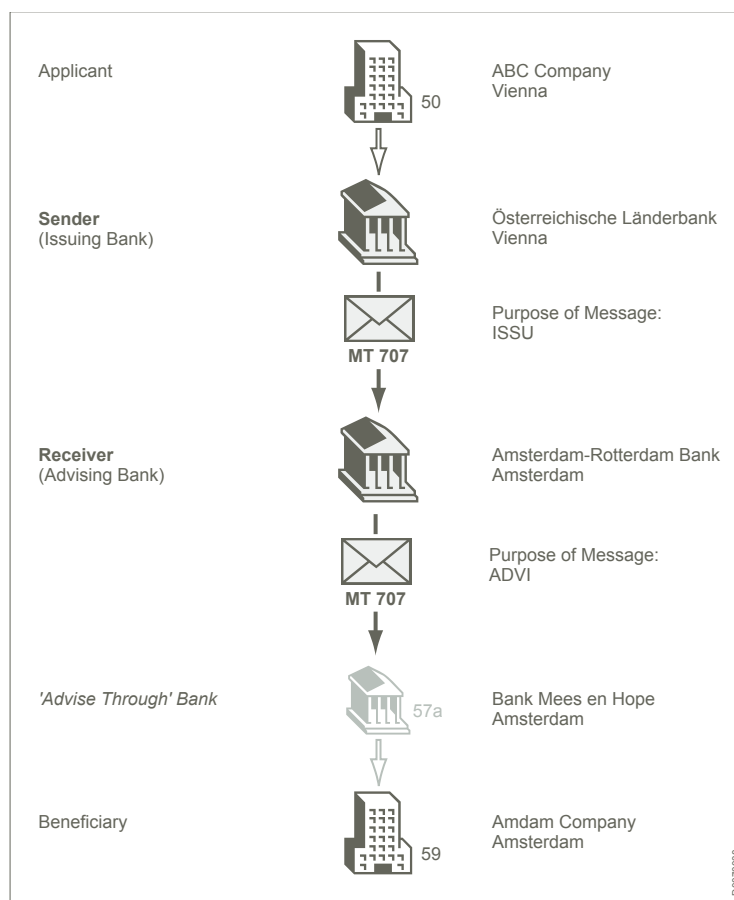 Applicant
50
ABC Company
Vienna
Sender
(Issuing Bank)
Österreichische Länderbank
Vienna
Purpose of Message:
ISSU
MT 707
Receiver
(Advising Bank)
Amsterdam-Rotterdam Bank
Amsterdam
Purpose of Message:
ADVI
MT 707
'Advise Through' Bank
57a
Bank Mees en Hope
Amsterdam
Beneficiary
59
Amdam Company
Amsterdam